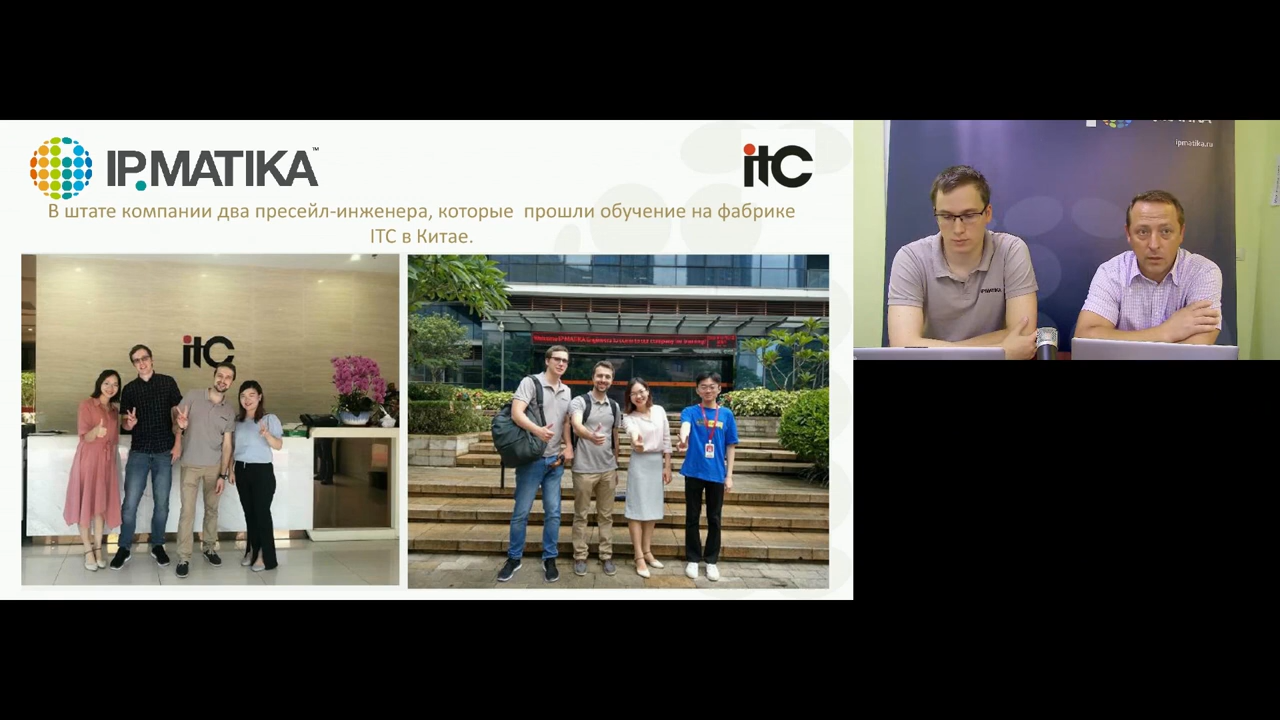 IP.MATIKA™
itC
В штате компании два пресейл-инженера, которые прошли обучение на фабрике
ITC в Китае.
itC
ipmatika.ru
IP.MATIKA